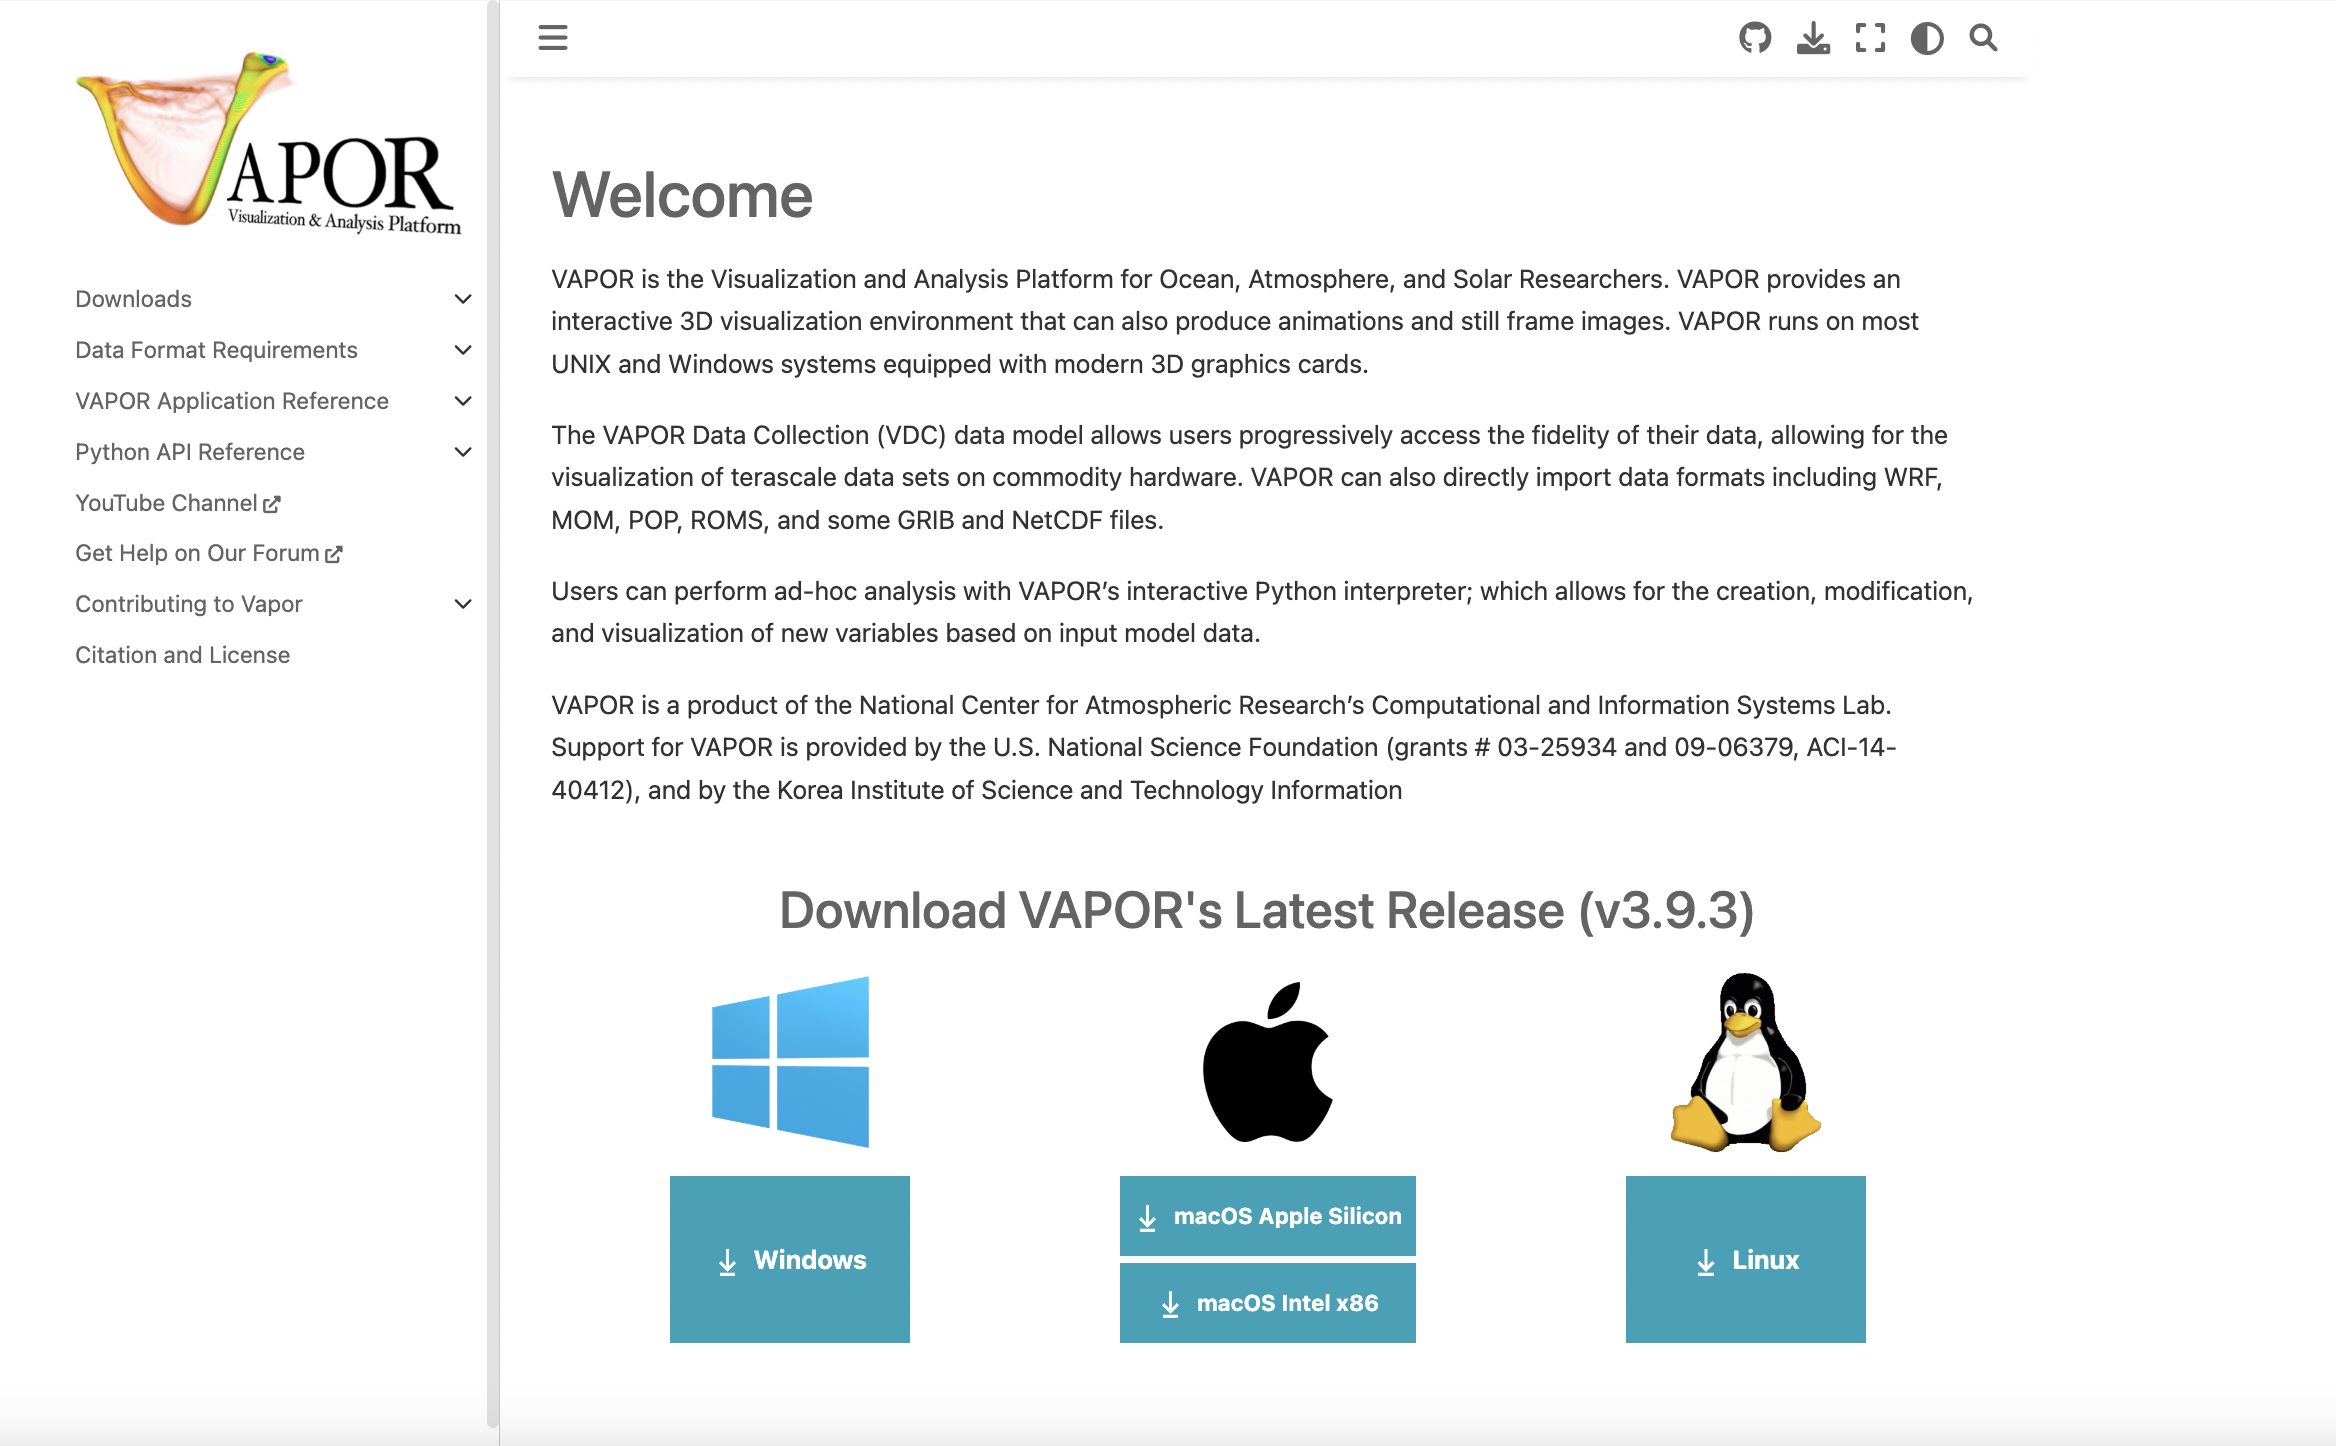 APOR
Visualization & Analysis Platform
Downloads
Data Format Requirements
VAPOR Application Reference
Python API Reference
YouTube Channel
Get Help on Our Forum
Contributing to Vapor
Citation and License
Welcome
VAPOR is the Visualization and Analysis Platform for Ocean, Atmosphere, and Solar Researchers. VAPOR provides an
interactive 3D visualization environment that can also produce animations and still frame images. VAPOR runs on most
UNIX and Windows systems equipped with modern 3D graphics cards.
The VAPOR Data Collection (VDC) data model allows users progressively access the fidelity of their data, allowing for the
visualization of terascale data sets on commodity hardware. VAPOR can also directly import data formats including WRF,
MOM, POP, ROMS, and some GRIB and NetCDF files.
Users can perform ad-hoc analysis with VAPOR’s interactive Python interpreter; which allows for the creation, modification,
and visualization of new variables based on input model data.
VAPOR is a product of the National Center for Atmospheric Research’s Computational and Information Systems Lab.
Support for VAPOR is provided by the U.S. National Science Foundation (grants # 03-25934 and 09-06379, ACI-14-
40412), and by the Korea Institute of Science and Technology Information
Download VAPOR's Latest Release (v3.9.3)
Windows
macOS Apple Silicon
macOS Intel x86
Linux